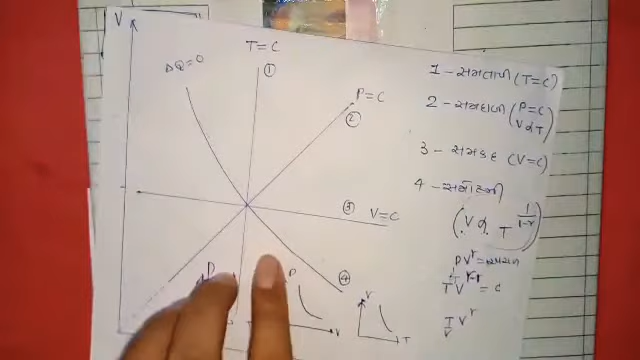 V
ΔQ=0
T=C
①
P=C
②
③ V=C
④
P
P
V
V
T
1 - સમતાપી (T=C)
2 - સમદાબી (P=C
V ∝ T)
3 - સમકદ (V=C)
4 - સમોષ્મી
(V ∝ T^{1/(1-r)})
PV^r = અચળ
TV^{r-1} = C
T/V V^r